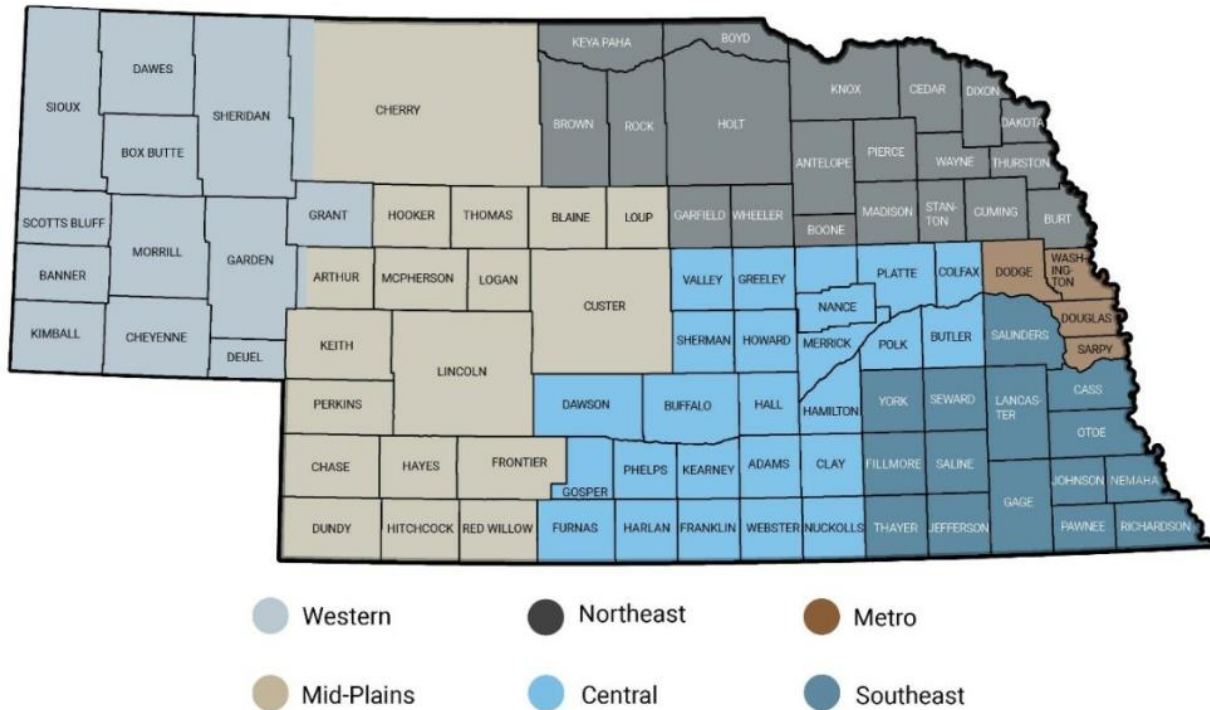 KEYA PAHA
BOYD
DAWES
SIOUX
SHERIDAN
CHERRY
KNOX
CEDAR
DIXON
DAKOTA
BOX BUTTE
BROWN
ROCK
HOLT
ANTELOPE
PIERCE
WAYNE
THURSTON
SCOTTS BLUFF
GRANT
HOOKER
THOMAS
BLAINE
LOUP
GARFIELD
WHEELER
BOONE
MADISON
STAN-
TON
CUMING
BURT
BANNER
MORRILL
GARDEN
ARTHUR
MCPHERSON
LOGAN
CUSTER
VALLEY
GREELEY
NANCE
PLATTE
COLFAX
DODGE
WASH-
ING-
TON
KIMBALL
CHEYENNE
DEUEL
KEITH
LINCOLN
SHERMAN
HOWARD
MERRICK
POLK
BUTLER
SAUNDERS
DOUGLAS
SARPY
PERKINS
DAWSON
BUFFALO
HALL
HAMILTON
YORK
SEWARD
LANCAS-
TER
CASS
OTOE
CHASE
HAYES
FRONTIER
GOSPER
PHELPS
KEARNEY
ADAMS
CLAY
FILLMORE
SALINE
GAGE
JOHNSON
NEMAHA
DUNDY
HITCHCOCK
RED WILLOW
FURNAS
HARLAN
FRANKLIN
WEBSTER
NUCKOLLS
THAYER
JEFFERSON
PAWNEE
RICHARDSON
Western
Northeast
Metro
Mid-Plains
Central
Southeast